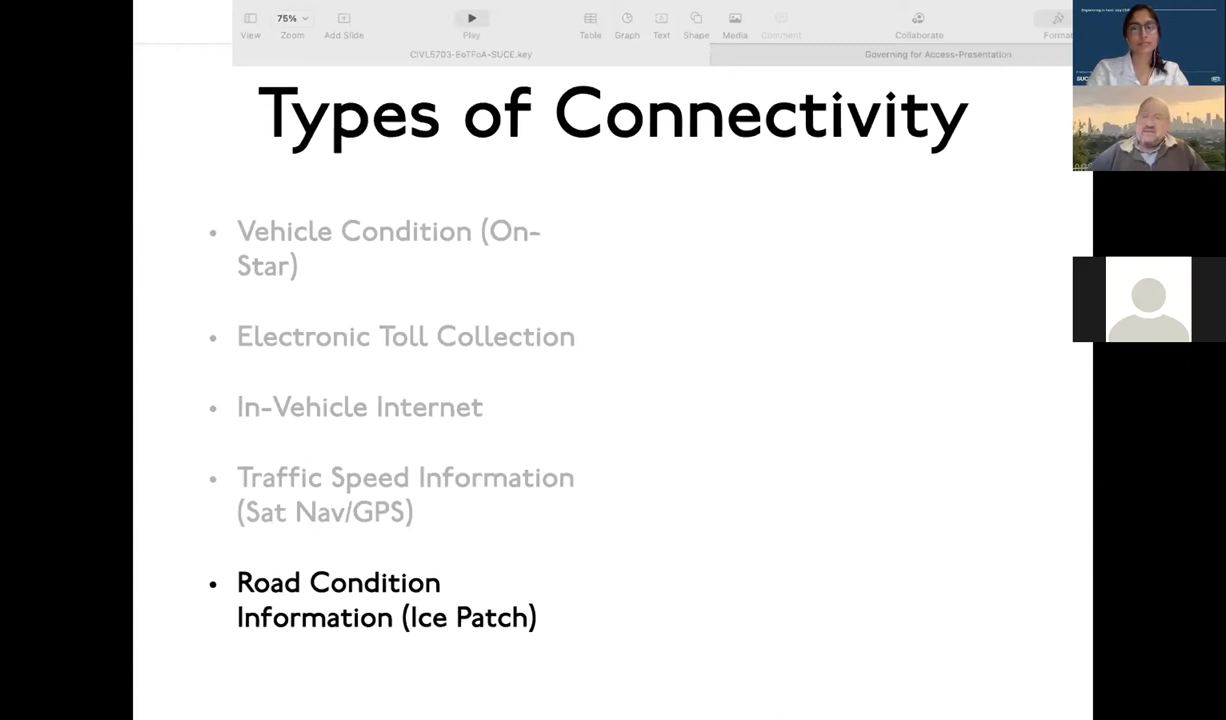 75%
View
Zoom
Add Slide
Play
Table
Graph
Text
Shape
Media
Comment
Collaborate
Format
CIVL5703-EoTFoA-SUCE.key
Governing for Access-Presentation
Types of Connectivity
• Vehicle Condition (On-
Star)
• Electronic Toll Collection
• In-Vehicle Internet
• Traffic Speed Information
(Sat Nav/GPS)
• Road Condition
Information (Ice Patch)